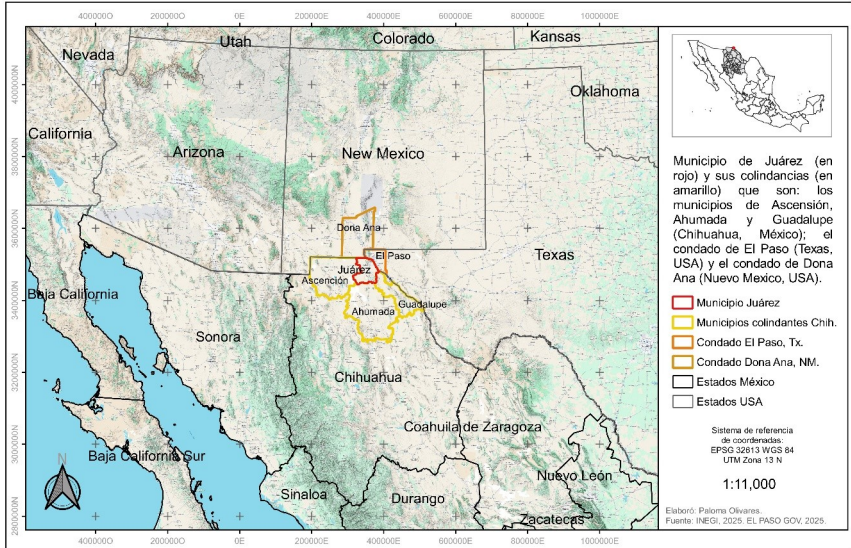 4000000E 2000000E 0E 2000000E 4000000E 6000000E 8000000E 1000000E
Nevada
Utah
Colorado
Kansas
California
Arizona
New Mexico
Oklahoma
Texas
Dona Ana
El Paso
Juárez
Ascención
Guadalupe
Ahumada
Baja California
Sonora
Chihuahua
Coahuila de Zaragoza
Baja California Sur
Sinaloa
Durango
Nuevo León
Zacatecas
N
4000000N
3800000N
3600000N
3400000N
3200000N
3000000N
2800000N
Municipio de Juárez (en
rojo) y sus colindancias (en
amarillo) que son: los
municipios de Ascensión,
Ahumada y Guadalupe
(Chihuahua, México); el
condado de El Paso (Texas,
USA) y el condado de Dona
Ana (Nuevo Mexico, USA).
Municipio Juárez
Municipios colindantes Chih.
Condado El Paso, Tx.
Condado Dona Ana, NM.
Estados México
Estados USA
Sistema de referencia
de coordenadas:
EPSG 32613 WGS 84
UTM Zona 13 N
1:11,000
Elaboró: Paloma Olivares.
Fuente: INEGI, 2025. EL PASO GOV, 2025.